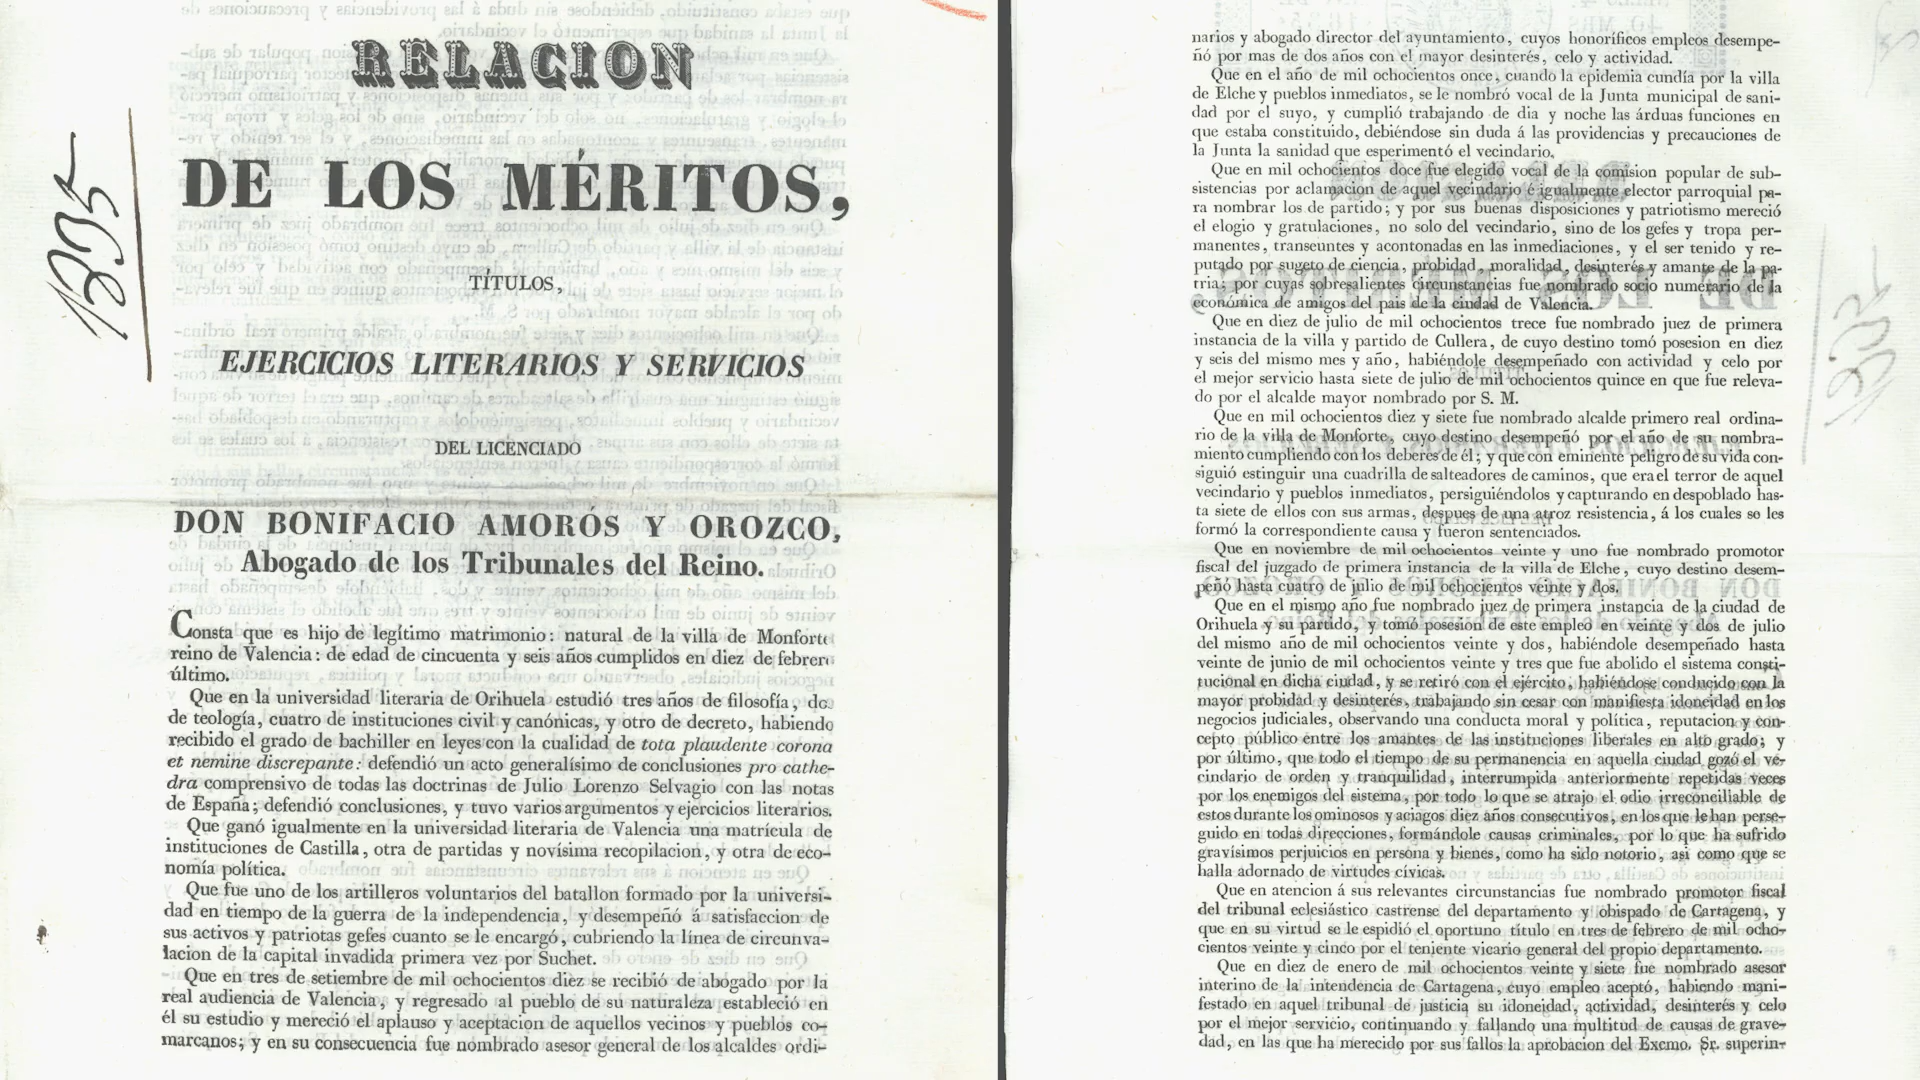 1395
RELACION
DE LOS MÉRITOS,
TÍTULOS,
EJERCICIOS LITERARIOS Y SERVICIOS
DEL LICENCIADO
DON BONIFACIO AMORÓS Y OROZCO,
Abogado de los Tribunales del Reino.
Consta que es hijo de legítimo matrimonio: natural de la villa de Monforte
reino de Valencia: de edad de cincuenta y seis años cumplidos en diez de febrero
último.
Que en la universidad literaria de Orihuela estudió tres años de filosofía, dos
de teología, cuatro de instituciones civil y canónicas, y otro de decreto, habiendo
recibido el grado de bachiller en leyes con la cualidad de tota plaudente corona
et nemine discrepante: defendió un acto generalísimo de conclusiones pro cathe-
dra comprensivo de todas las doctrinas de Julio Lorenzo Selvagio con las notas
de España; defendió conclusiones, y tuvo varios argumentos y ejercicios literarios.
Que ganó igualmente en la universidad literaria de Valencia una matrícula de
instituciones de Castilla, otra de partidas y novísima recopilacion, y otra de eco-
nomía política.
Que fue uno de los artilleros voluntarios del batallon formado por la universi-
dad en tiempo de la guerra de la independencia, y desempeñó á satisfaccion de
sus activos y patriotas gefes cuanto se le encargó, cubriendo la línea de circunva-
lacion de la capital invadida primera vez por Suchet.
Que en tres de setiembre de mil ochocientos diez se recibió de abogado por la
real audiencia de Valencia, y regresado al pueblo de su naturaleza estableció en
él su estudio y mereció el aplauso y aceptacion de aquellos vecinos y pueblos co-
marcanos; y en su consecuencia fue nombrado asesor general de los alcaldes ordi-
narios y abogado director del ayuntamiento, cuyos honoríficos empleos desempe-
ñó por mas de dos años con el mayor desinterés, celo y actividad.
Que en el año de mil ochocientos once, cuando la epidemia cundía por la villa
de Elche y pueblos inmediatos, se le nombró vocal de la Junta municipal de sani-
dad por el suyo, y cumplió trabajando de dia y noche las árduas funciones en
que estaba constituido, debiéndose sin duda á las providencias y precauciones de
la Junta la sanidad que esperimentó el vecindario.
Que en mil ochocientos doce fue elegido vocal de la comision popular de sub-
sistencias por aclamacion de aquel vecindario é igualmente elector parroquial pa-
ra nombrar los de partido; y por sus buenas disposiciones y patriotismo mereció
el elogio y gratulaciones, no solo del vecindario, sino de los gefes y tropa per-
manentes, transeuntes y acontonadas en las inmediaciones, y el ser tenido y re-
putado por sugeto de ciencia, probidad, moralidad, desinterés y amante de la pa-
tria; por cuyas sobresalientes circunstancias fue nombrado socio numerario de la
económica de amigos del pais de la ciudad de Valencia.
Que en diez de julio de mil ochocientos trece fue nombrado juez de primera
instancia de la villa y partido de Cullera, de cuyo destino tomó posesion en diez
y seis del mismo mes y año, habiéndole desempeñado con actividad y celo por
el mejor servicio hasta siete de julio de mil ochocientos quince en que fue releva-
do por el alcalde mayor nombrado por S. M.
Que en mil ochocientos diez y siete fue nombrado alcalde primero real ordina-
rio de la villa de Monforte, cuyo destino desempeñó por el año de su nombra-
miento cumpliendo con los deberes de él; y que con eminente peligro de su vida con-
siguió estinguir una cuadrilla de salteadores de caminos, que era el terror de aquel
vecindario y pueblos inmediatos, persiguiéndolos y capturando en despoblado has-
ta siete de ellos con sus armas, despues de una atroz resistencia, á los cuales se les
formó la correspondiente causa y fueron sentenciados.
Que en noviembre de mil ochocientos veinte y uno fue nombrado promotor
fiscal del juzgado de primera instancia de la villa de Elche, cuyo destino desem-
peñó hasta cuatro de julio de mil ochocientos veinte y dos.
Que en el mismo año fue nombrado juez de primera instancia de la ciudad de
Orihuela y su partido, y tomó posesion de este empleo en veinte y dos de julio
del mismo año de mil ochocientos veinte y dos, habiéndole desempeñado hasta
veinte de junio de mil ochocientos veinte y tres que fue abolido el sistema consti-
tucional en dicha ciudad, y se retiró con el ejército, habiéndose conducido con la
mayor probidad y desinterés, trabajando sin cesar con manifiesta idoneidad en los
negocios judiciales, observando una conducta moral y política, reputacion y con-
cepto público entre los amantes de las instituciones liberales en alto grado; y
por último, que todo el tiempo de su permanencia en aquella ciudad gozó el ve-
cindario de orden y tranquilidad, interrumpida anteriormente repetidas veces
por los enemigos del sistema, por todo lo que se atrajo el odio irreconciliable de
estos durante los ominosos y aciagos diez años consecutivos, en los que le han perse-
guido en todas direcciones, formándole causas criminales, por lo que ha sufrido
gravísimos perjuicios en persona y bienes, como ha sido notorio, asi como que se
halla adornado de virtudes cívicas.
Que en atencion á sus relevantes circunstancias fue nombrado promotor fiscal
del tribunal eclesiástico castrense del departamento y obispado de Cartagena, y
que en su virtud se le espidió el oportuno título en tres de febrero de mil ocho-
cientos veinte y cinco por el teniente vicario general del propio departamento.
Que en diez de enero de mil ochocientos veinte y siete fue nombrado asesor
interino de la intendencia de Cartagena, cuyo empleo aceptó, habiendo mani-
festado en aquel tribunal de justicia su idoneidad, actividad, desinterés y celo
por el mejor servicio, continuando y fallando una multitud de causas de grave-
dad, en las que ha merecido por sus fallos la aprobacion del Excmo. Sr. superin-